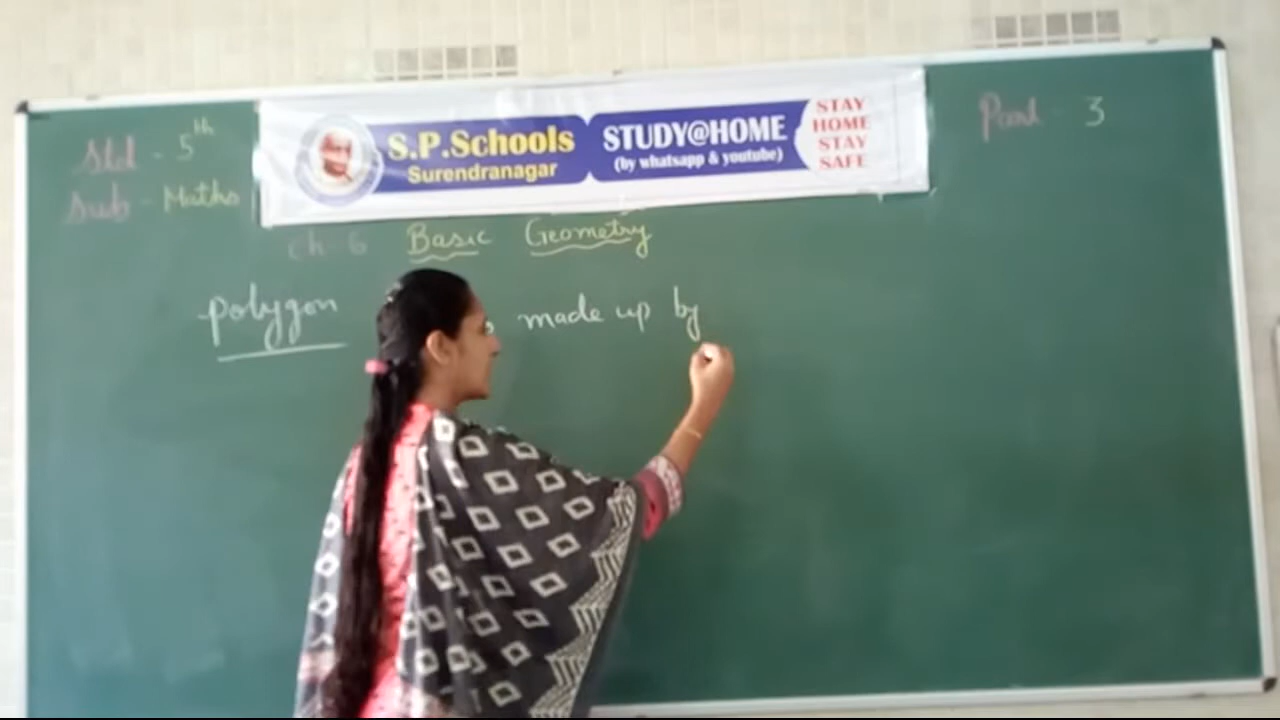 Std - 5th
Sub - Maths
S.P.Schools
Surendranagar
STUDY@HOME
(by whatsapp & youtube)
STAY
HOME
STAY
SAFE
Part - 3
ch 6 Basic Geometry
polygon made up by